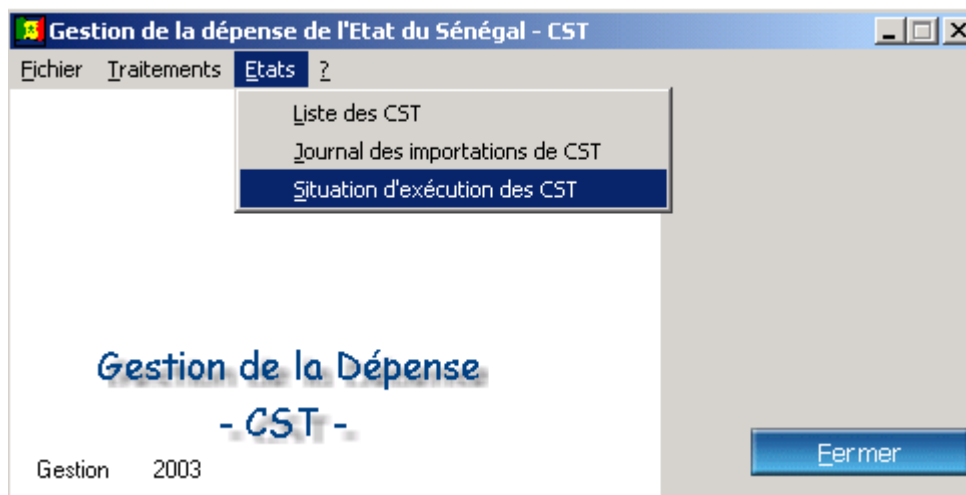 Gestion de la dépense de l'Etat du Sénégal - CST
Fichier Traitements Etats ?
Liste des CST
Journal des importations de CST
Situation d'exécution des CST
Gestion de la Dépense
- CST -
Fermer
Gestion 2003